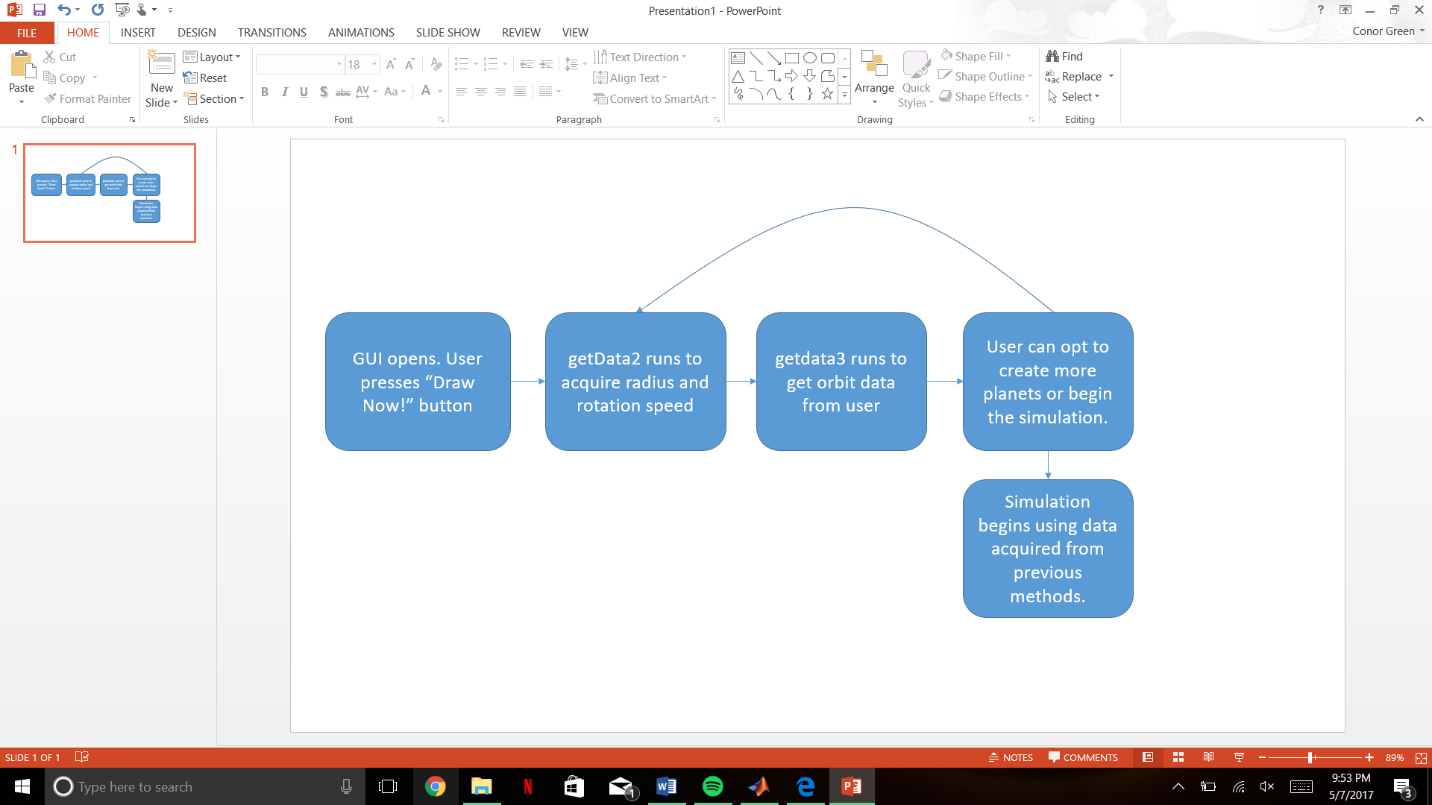 Presentation1 - PowerPoint
?
FILE HOME INSERT DESIGN TRANSITIONS ANIMATIONS SLIDE SHOW REVIEW VIEW
Conor Green
Paste
Cut
Copy
Format Painter
Clipboard
New
Slide
Layout
Reset
Section
Slides
18
B I U S abc AV Aa A
Font
Text Direction
Align Text
Convert to SmartArt
Paragraph
Arrange
Quick
Styles
Shape Fill
Shape Outline
Shape Effects
Drawing
Find
Replace
Select
Editing
1
GUI opens. User
presses “Draw
Now!” button
getData2 runs to
acquire radius and
rotation speed
getdata3 runs to
get orbit data
from user
User can opt to
create more
planets or begin
the simulation.
Simulation
begins using data
acquired from
previous
methods.
SLIDE 1 OF 1
NOTES
COMMENTS
89%
Type here to search
1
9:53 PM
5/7/2017
3